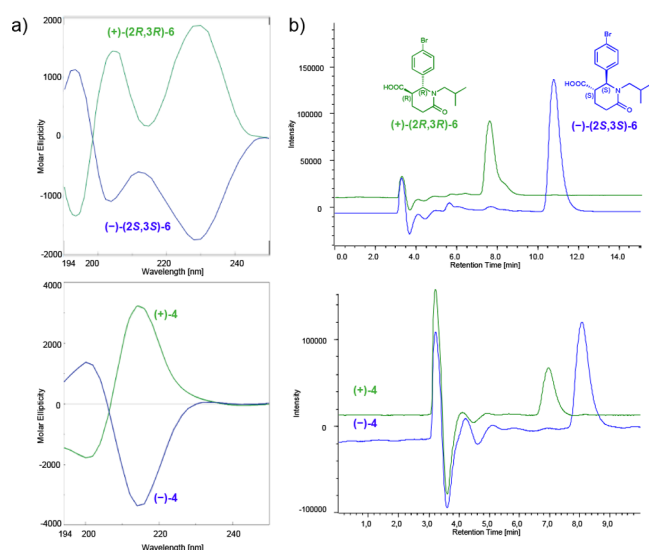 a)
2000
1000
0
-1000
-2000
Molar Ellipticity
(+)-(2R,3R)-6
(−)-(2S,3S)-6
194 200 220 240
Wavelength [nm]
4000
2000
0
-2000
-4000
Molar Ellipticity
(+)-4
(−)-4
194 200 220 240
Wavelength [nm]
b)
150000
100000
50000
0
Intensity
Br
HOOC
(R)
(R)
N
O
(+)-(2R,3R)-6
Br
HOOC
(S)
(S)
N
O
(−)-(2S,3S)-6
0.0 2.0 4.0 6.0 8.0 10.0 12.0 14.0
Retention Time [min]
100000
0
-100000
Intensity
(+)-4
(−)-4
1,0 2,0 3,0 4,0 5,0 6,0 7,0 8,0 9,0
Retention Time [min]